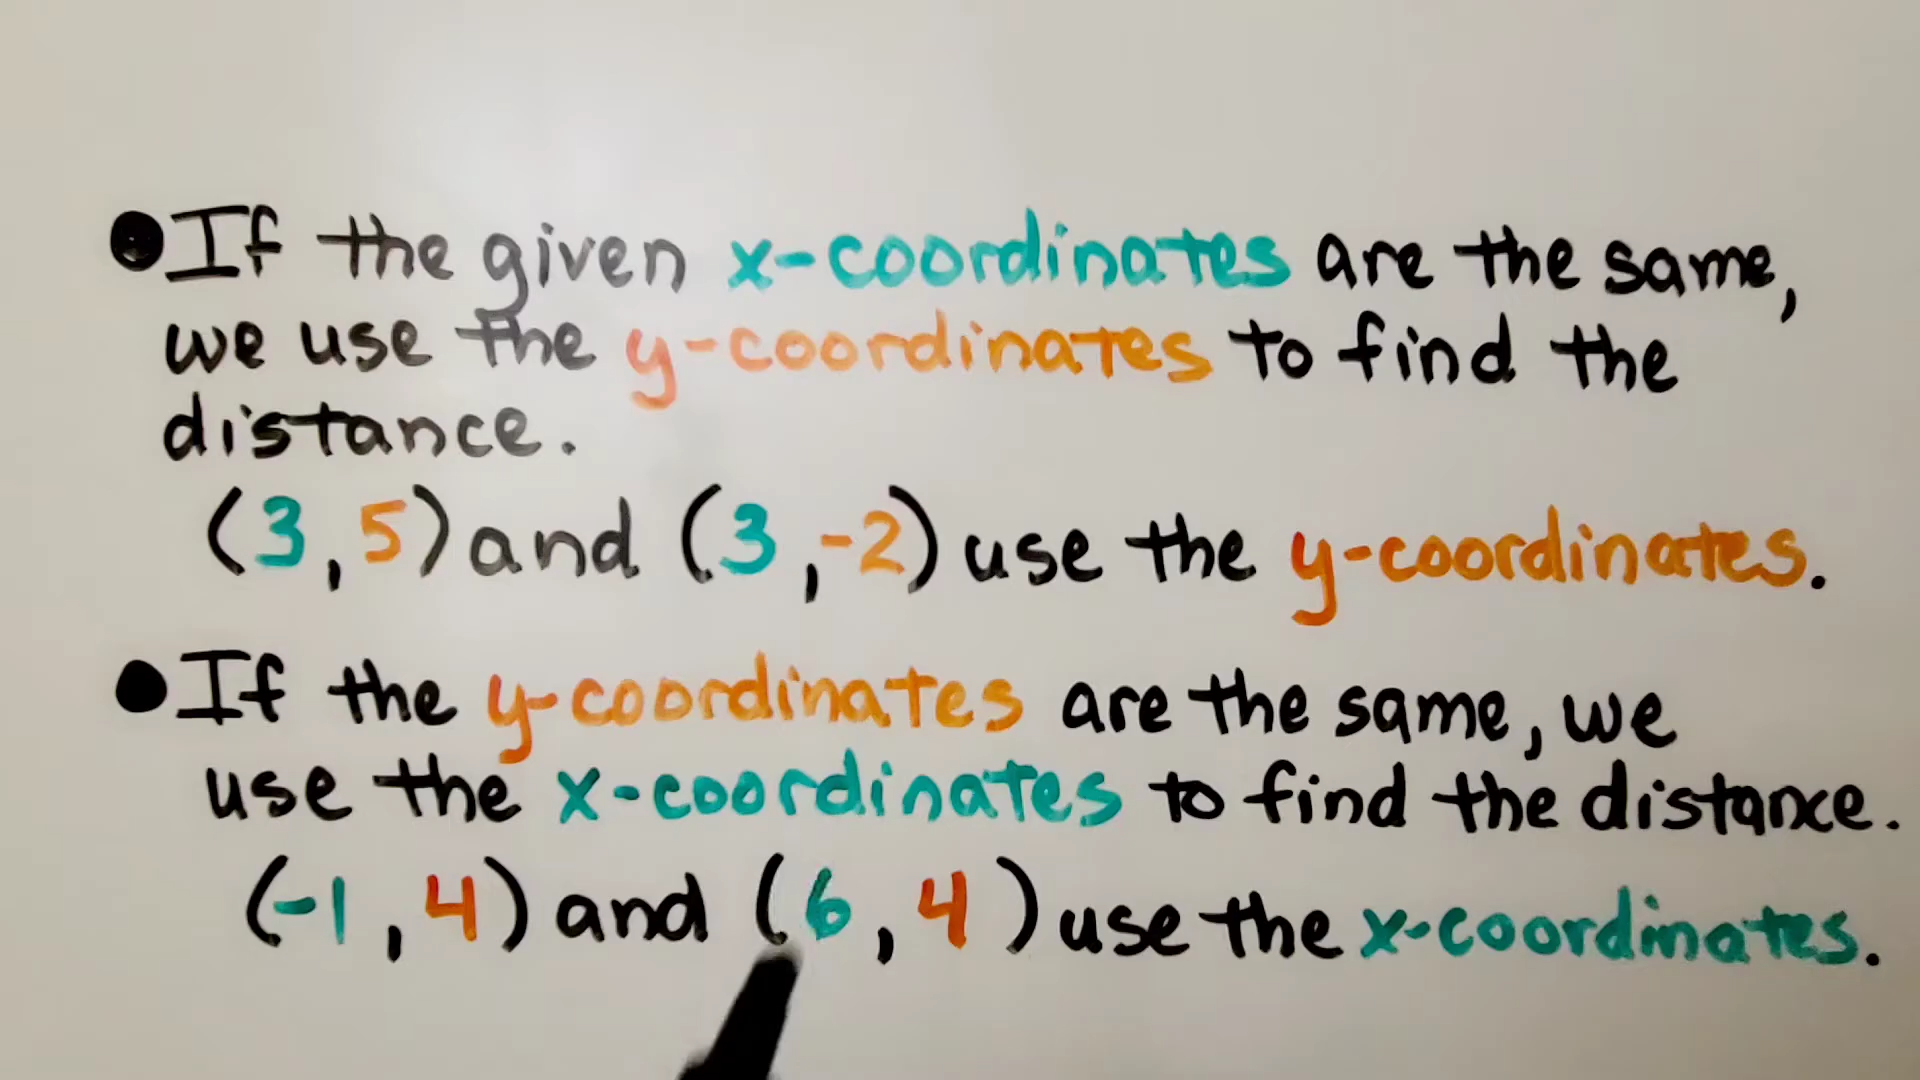 ●If the given x-coordinates are the same,
we use the y-coordinates to find the
distance.
(3,5) and (3,-2) use the y-coordinates.
●If the y-coordinates are the same, we
use the x-coordinates to find the distance.
(-1,4) and (6,4) use the x-coordinates.